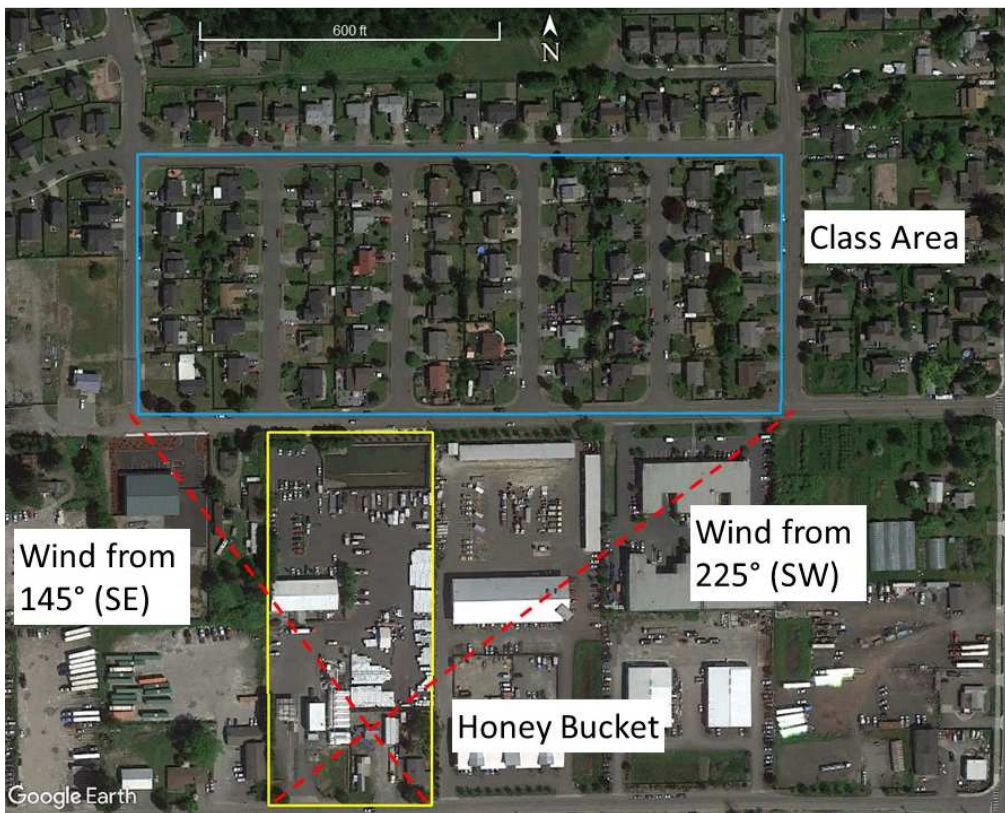 600 ft
N
Class Area
Wind from
145° (SE)
Wind from
225° (SW)
Honey Bucket
Google Earth